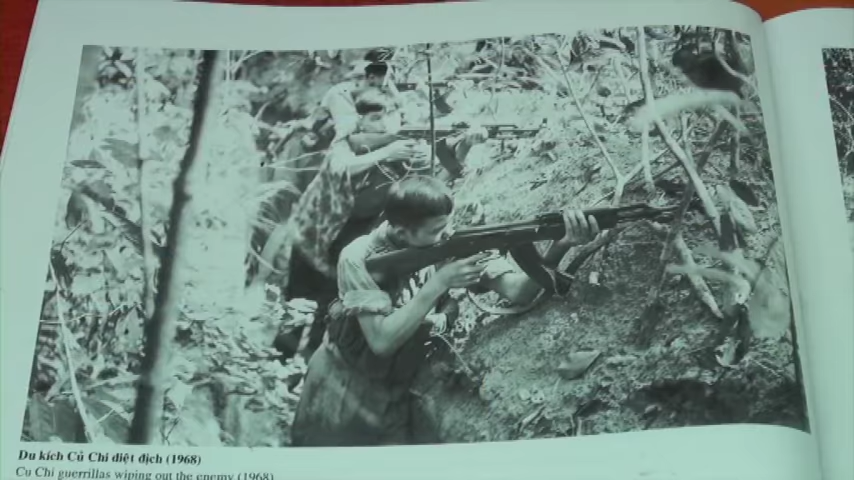 Du kích Củ Chi diệt địch (1968)
Cu Chi guerrillas wiping out the enemy (1968)